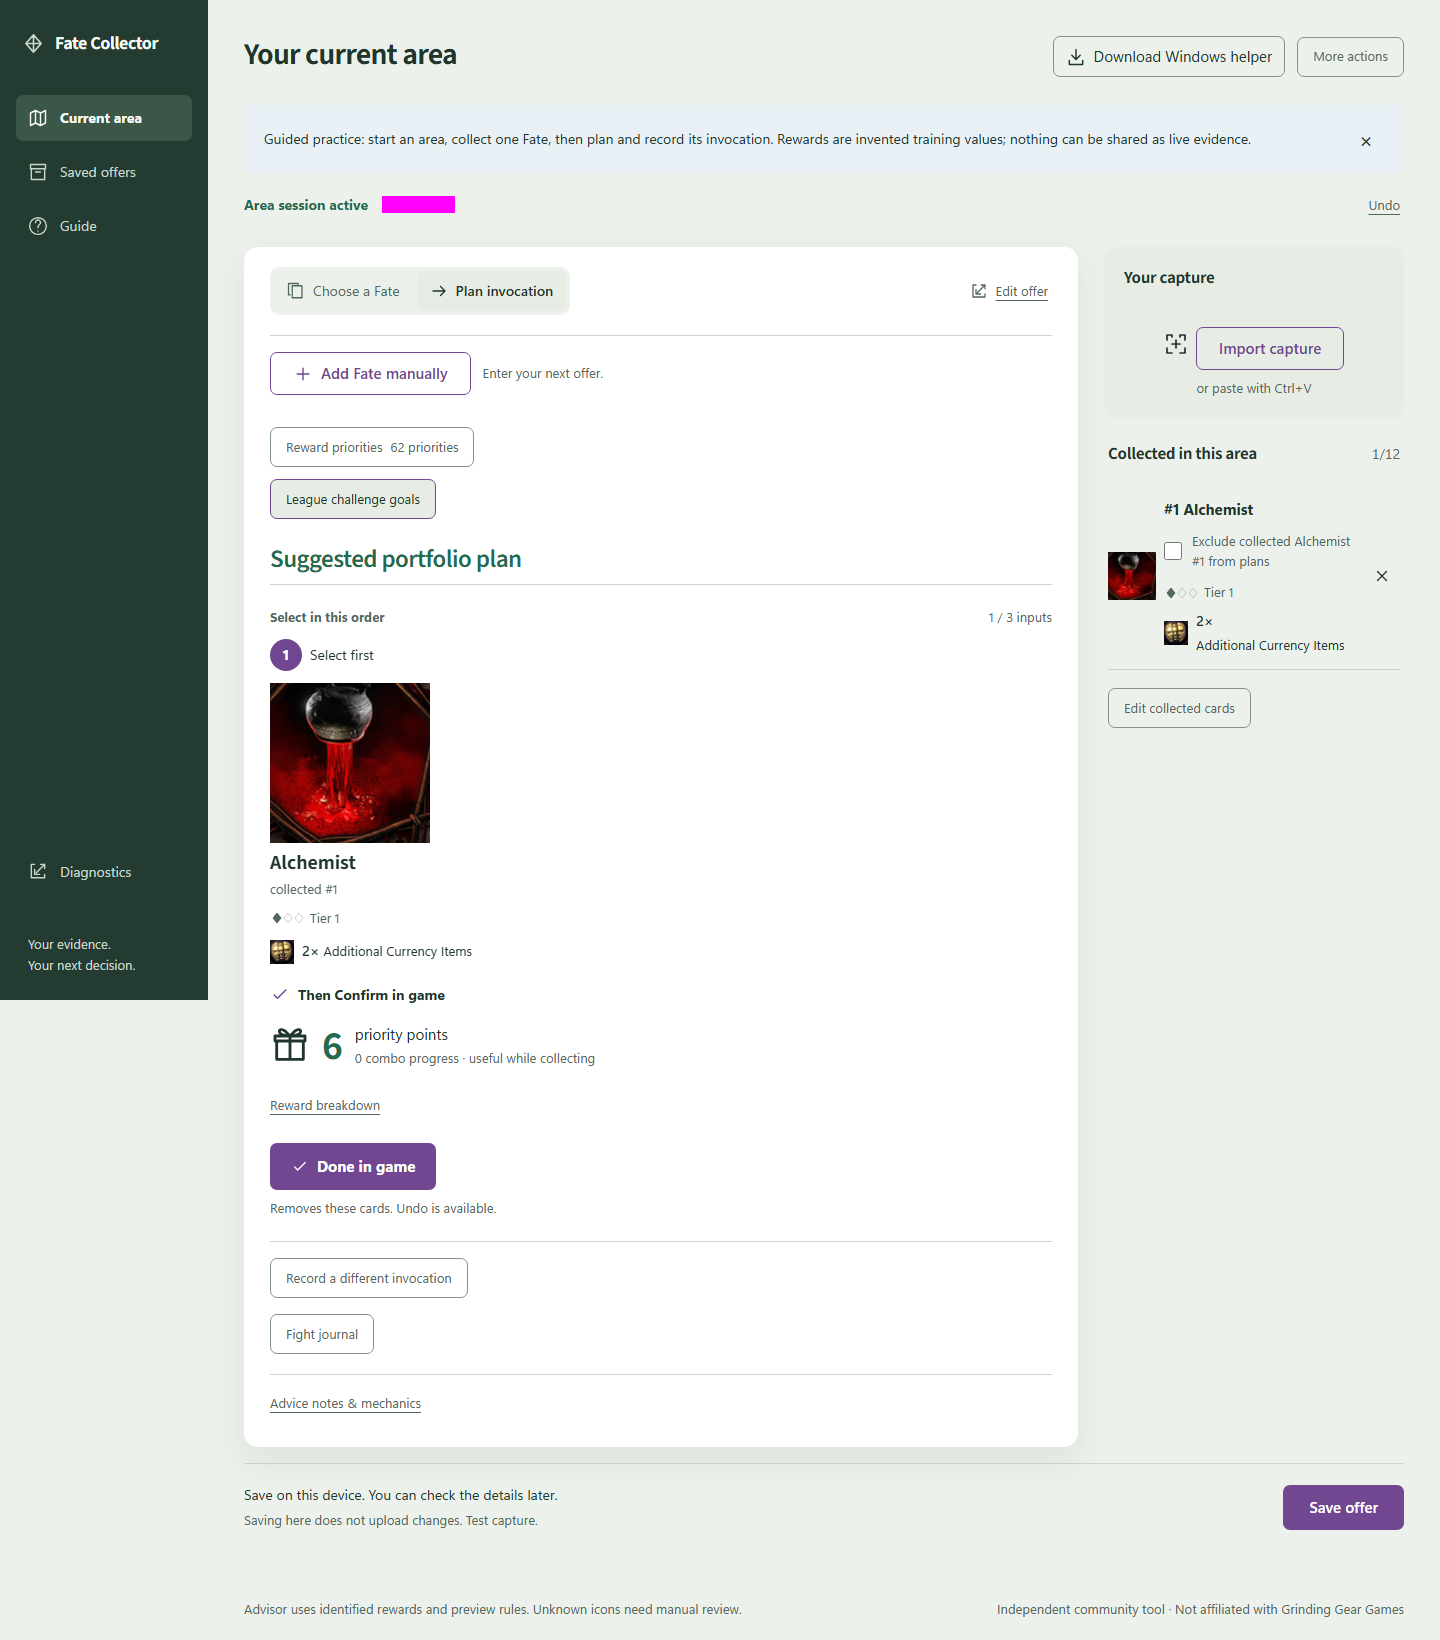 Fate Collector
Current area
Saved offers
Guide
Diagnostics
Your evidence.
Your next decision.
Your current area
Download Windows helper
More actions
Guided practice: start an area, collect one Fate, then plan and record its invocation. Rewards are invented training values; nothing can be shared as live evidence.
Area session active
Undo
Choose a Fate
Plan invocation
Edit offer
Add Fate manually
Enter your next offer.
Reward priorities 62 priorities
League challenge goals
Suggested portfolio plan
Select in this order
1 / 3 inputs
1 Select first
Alchemist
collected #1
Tier 1
2× Additional Currency Items
Then Confirm in game
6 priority points
0 combo progress · useful while collecting
Reward breakdown
Done in game
Removes these cards. Undo is available.
Record a different invocation
Fight journal
Advice notes & mechanics
Your capture
Import capture
or paste with Ctrl+V
Collected in this area
1/12
#1 Alchemist
Exclude collected Alchemist
#1 from plans
Tier 1
2×
Additional Currency Items
Edit collected cards
Save on this device. You can check the details later.
Saving here does not upload changes. Test capture.
Save offer
Advisor uses identified rewards and preview rules. Unknown icons need manual review.
Independent community tool · Not affiliated with Grinding Gear Games